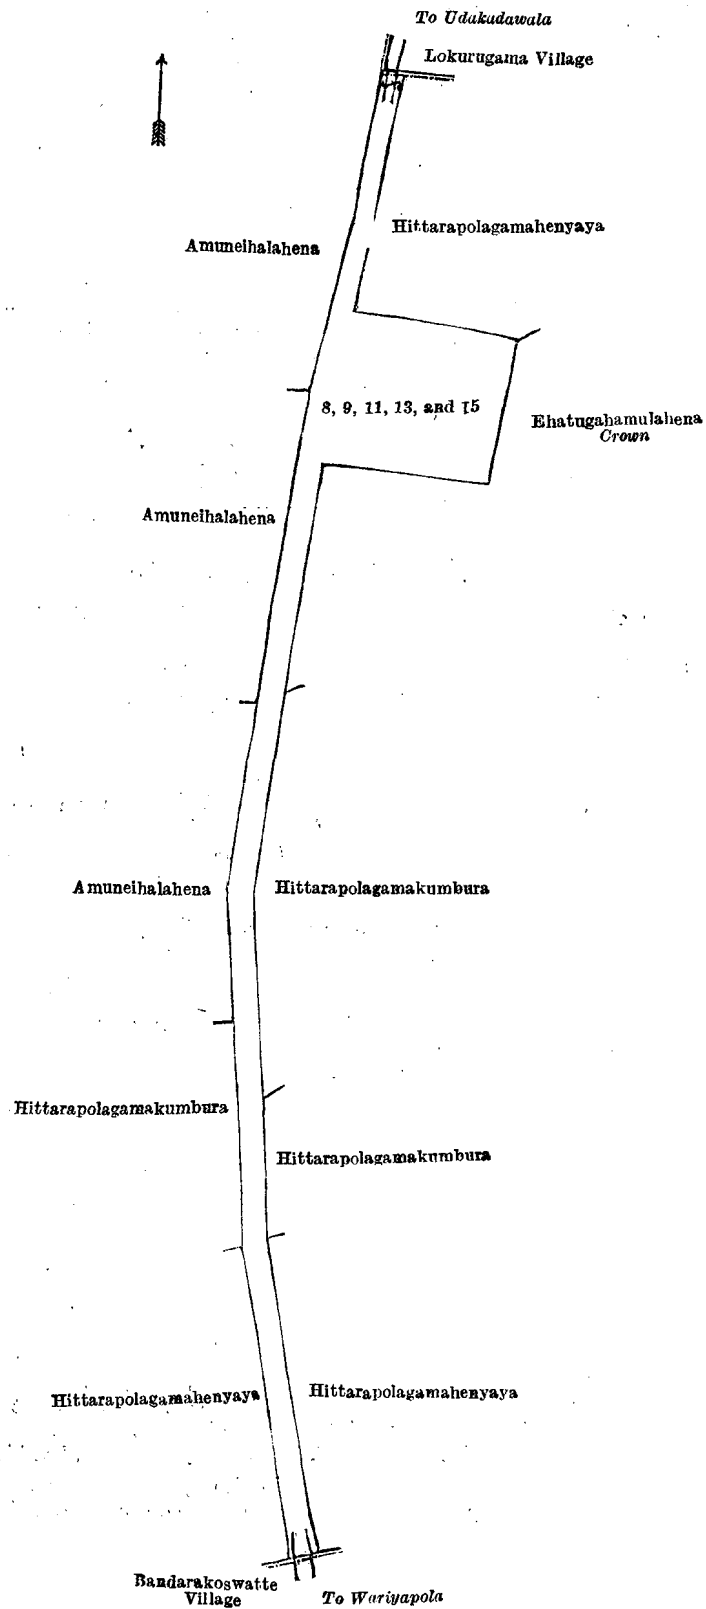 To Udakadawala
Lokurugama Village
Hittarapolagamahenyaya
Amuneihalahena
8, 9, 11, 13, and 15
Ehatugahamulahena
Crown
Amuneihalahena
Amuneihalahena
Hittarapolagamakumbura
Hittarapolagamakumbura
Hittarapolagamakumbura
Hittarapolagamahenyaya
Hittarapolagamahenyaya
Bandarakoswatte
Village
To Wariyapola